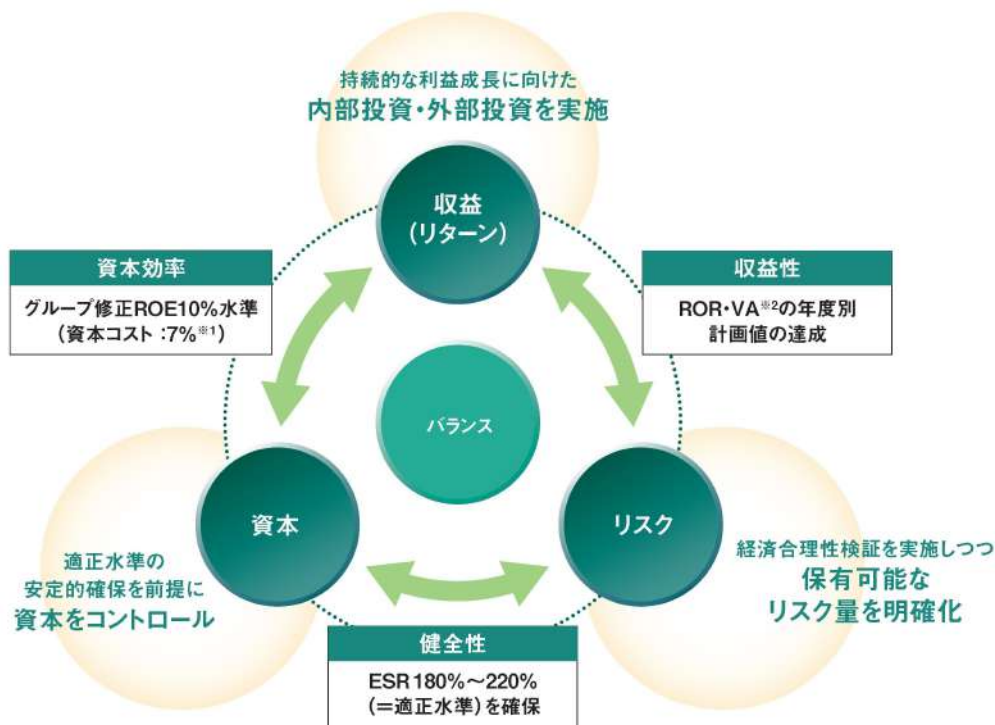 持続的な利益成長に向けた
内部投資・外部投資を実施
収益
(リターン)
資本効率
グループ修正ROE10%水準
(資本コスト:7%※1)
収益性
ROR・VA※2の年度別
計画値の達成
バランス
資本
リスク
適正水準の
安定的確保を前提に
資本をコントロール
経済合理性検証を実施しつつ
保有可能な
リスク量を明確化
健全性
ESR 180%～220%
(=適正水準)を確保